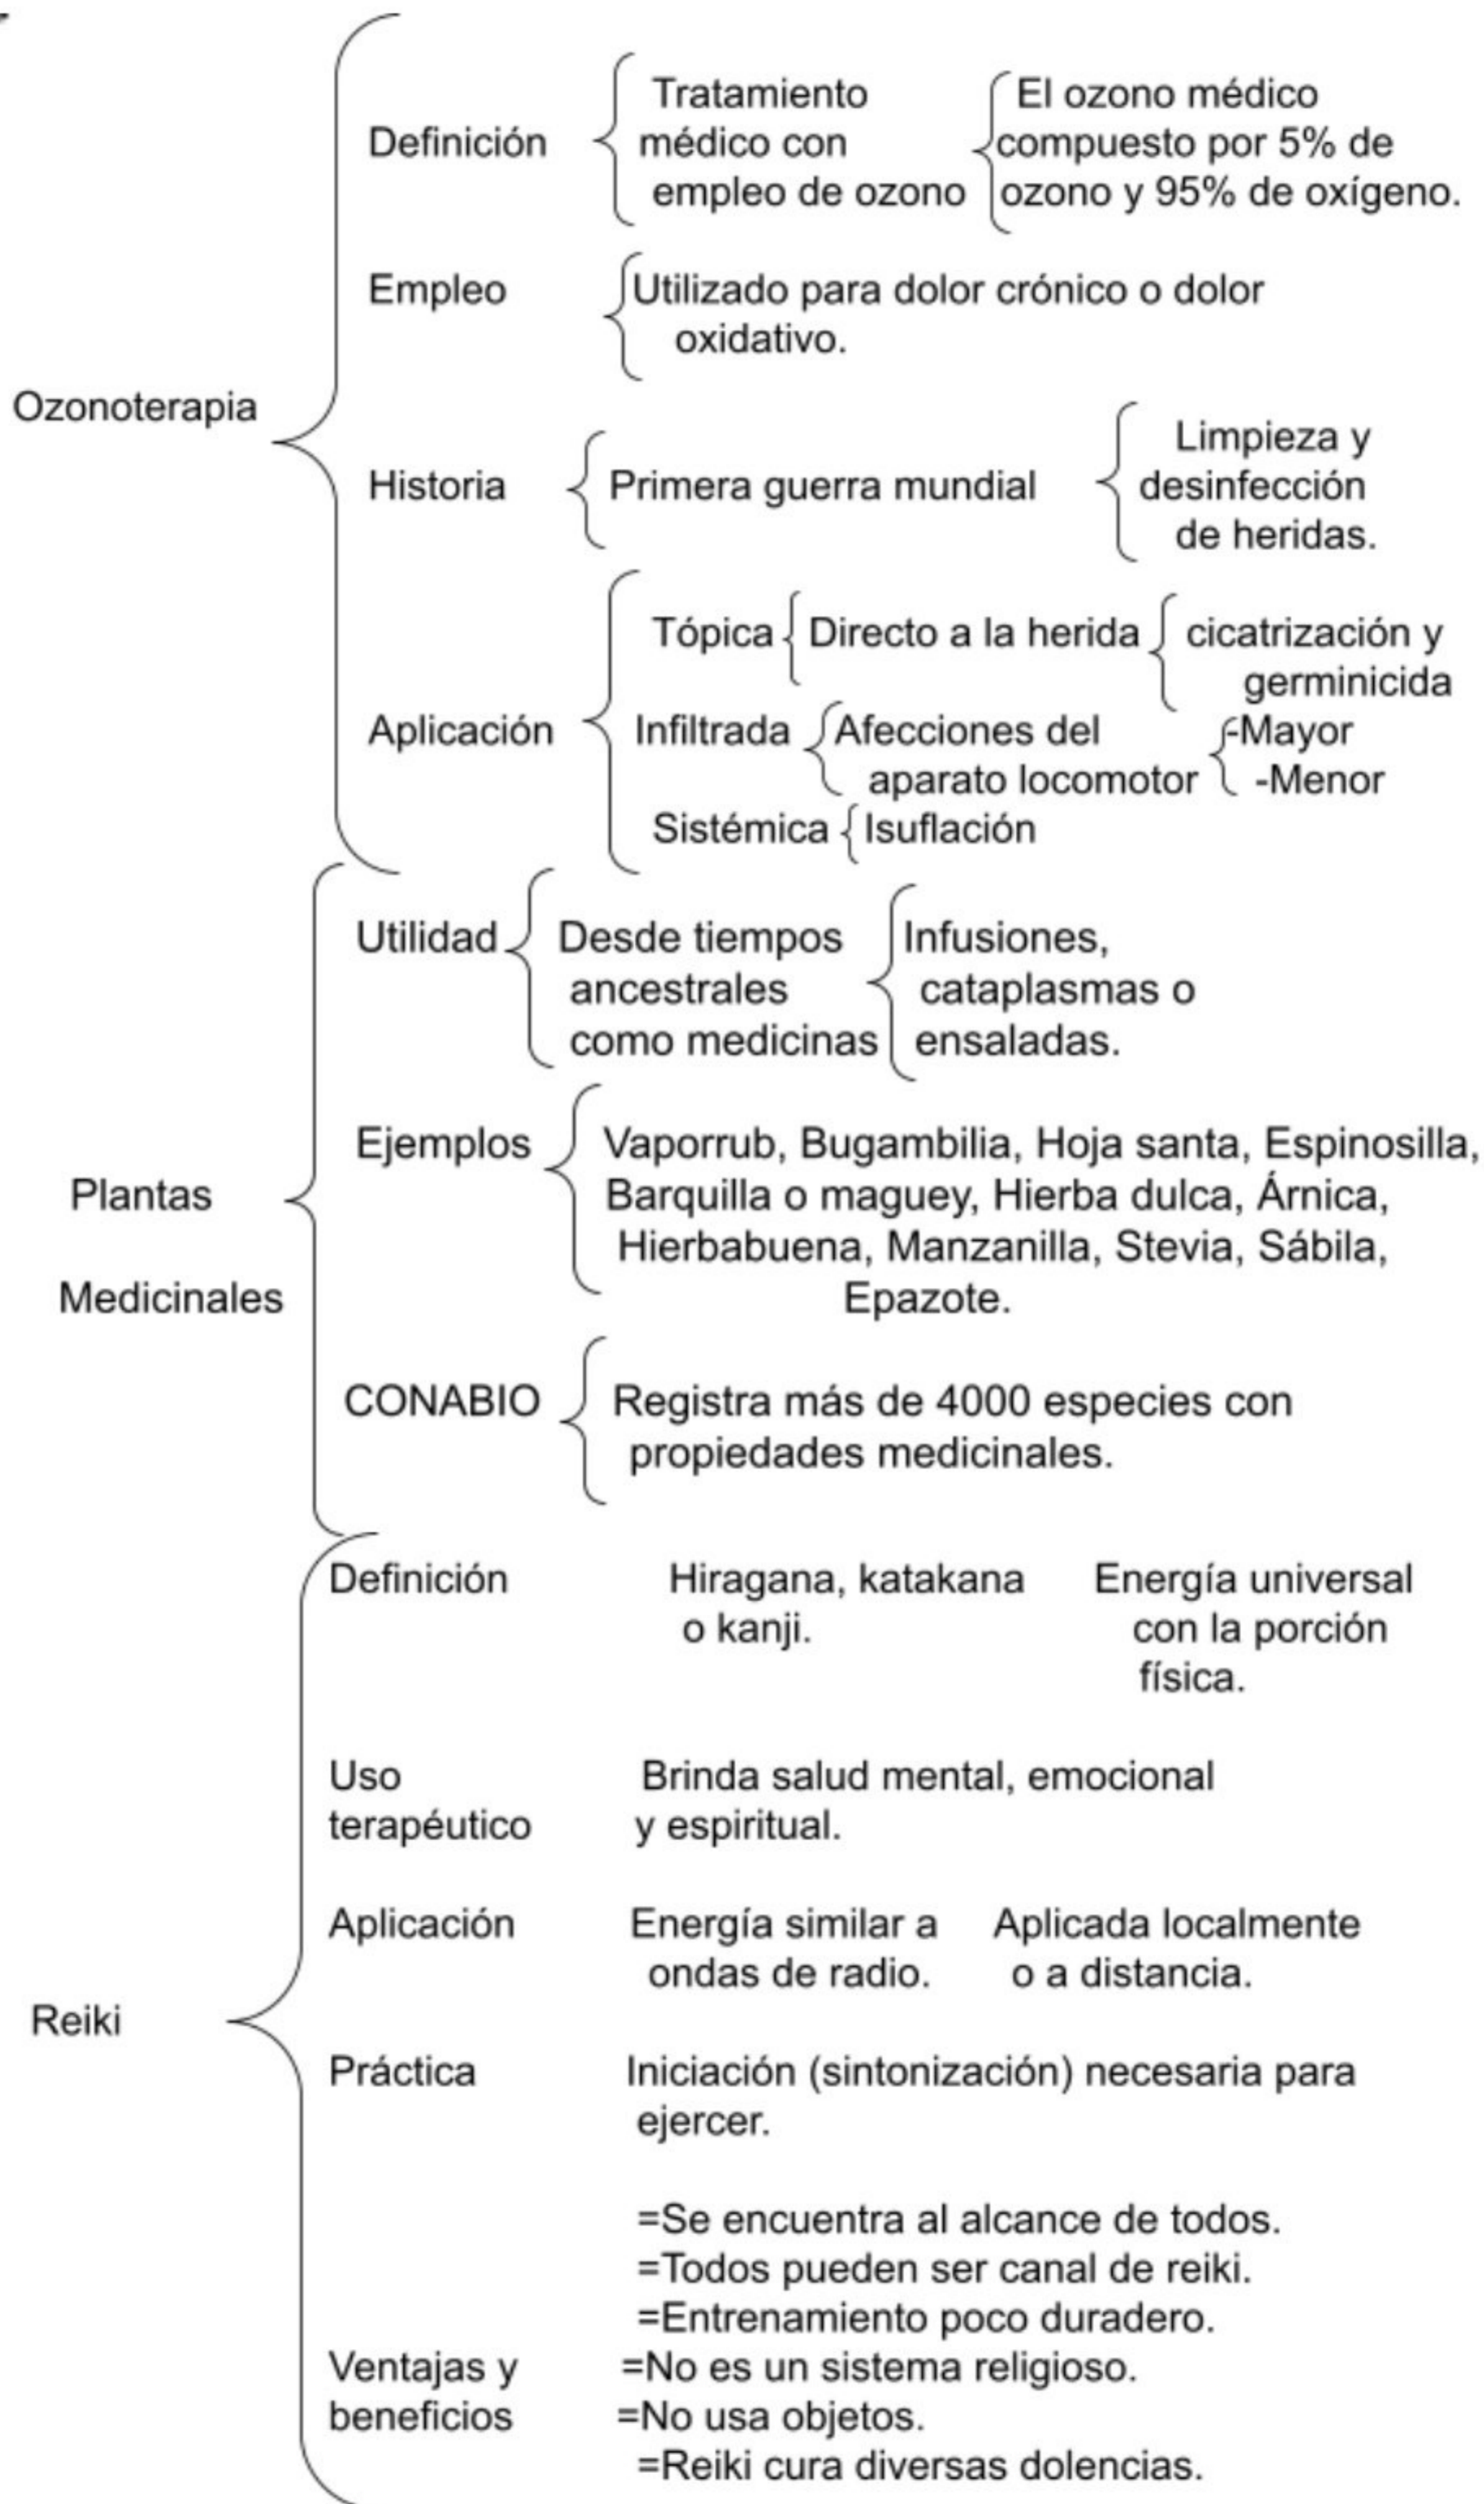 Ozonoterapia
Definición
Tratamiento
médico con
empleo de ozono
El ozono médico
compuesto por 5% de
ozono y 95% de oxígeno.
Empleo
Utilizado para dolor crónico o dolor
oxidativo.
Historia
Primera guerra mundial
Limpieza y
desinfección
de heridas.
Aplicación
Tópica
Directo a la herida
cicatrización y
germinicida
Infiltrada
Afecciones del
aparato locomotor
-Mayor
-Menor
Sistémica
Isuflación
Plantas
Medicinales
Utilidad
Desde tiempos
ancestrales
como medicinas
Infusiones,
cataplasmas o
ensaladas.
Ejemplos
Vaporrub, Bugambilia, Hoja santa, Espinosilla,
Barquilla o maguey, Hierba dulca, Árnica,
Hierbabuena, Manzanilla, Stevia, Sábila,
Epazote.
CONABIO
Registra más de 4000 especies con
propiedades medicinales.
Reiki
Definición
Hiragana, katakana
o kanji.
Energía universal
con la porción
física.
Uso
terapéutico
Brinda salud mental, emocional
y espiritual.
Aplicación
Energía similar a
ondas de radio.
Aplicada localmente
o a distancia.
Práctica
Iniciación (sintonización) necesaria para
ejercer.
Ventajas y
beneficios
=Se encuentra al alcance de todos.
=Todos pueden ser canal de reiki.
=Entrenamiento poco duradero.
=No es un sistema religioso.
=No usa objetos.
=Reiki cura diversas dolencias.